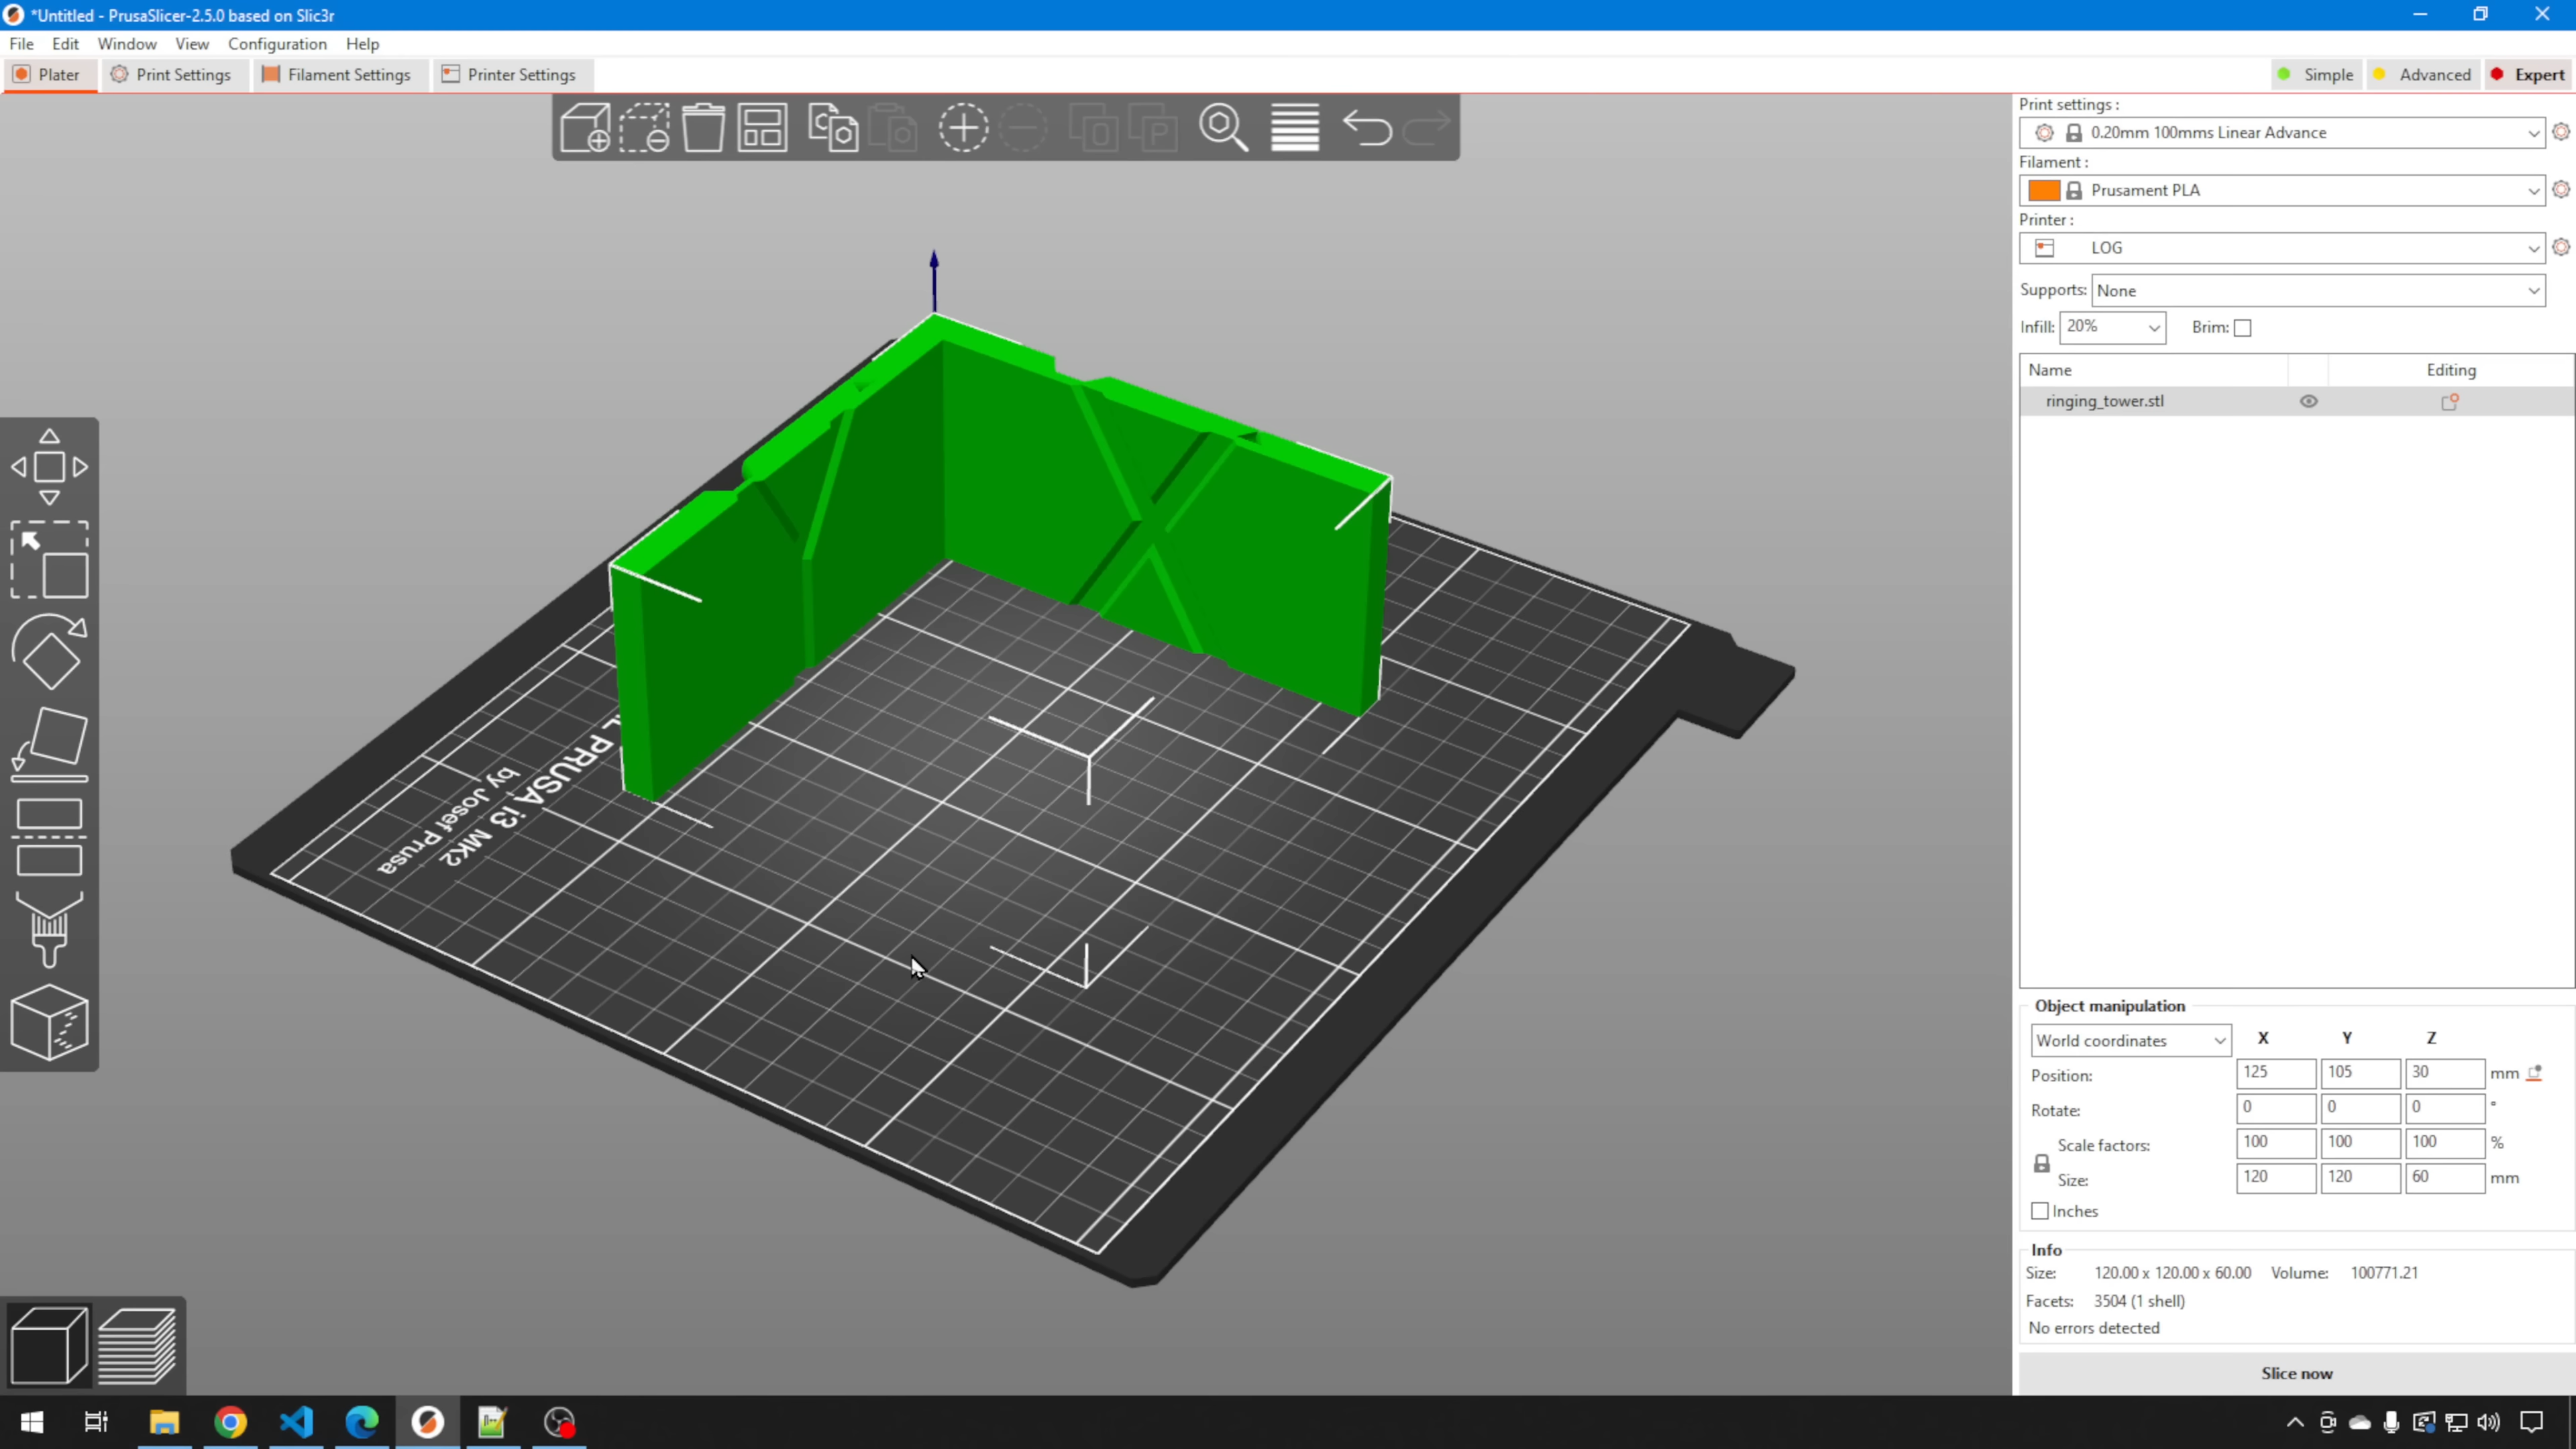 *Untitled - PrusaSlicer-2.5.0 based on Slic3r
File Edit Window View Configuration Help
Plater Print Settings Filament Settings Printer Settings Simple Advanced Expert
Print settings :
0.20mm 100mms Linear Advance
Filament :
Prusament PLA
Printer :
LOG
Supports: None
Infill: 20% Brim:
Name Editing
ringing_tower.stl
L PRUSA i3 MK2
by Josef Prusa
Object manipulation
World coordinates X Y Z
Position: 125 105 30 mm
Rotate: 0 0 0 °
Scale factors: 100 100 100 %
Size: 120 120 60 mm
Inches
Info
Size: 120.00 x 120.00 x 60.00 Volume: 100771.21
Facets: 3504 (1 shell)
No errors detected
Slice now